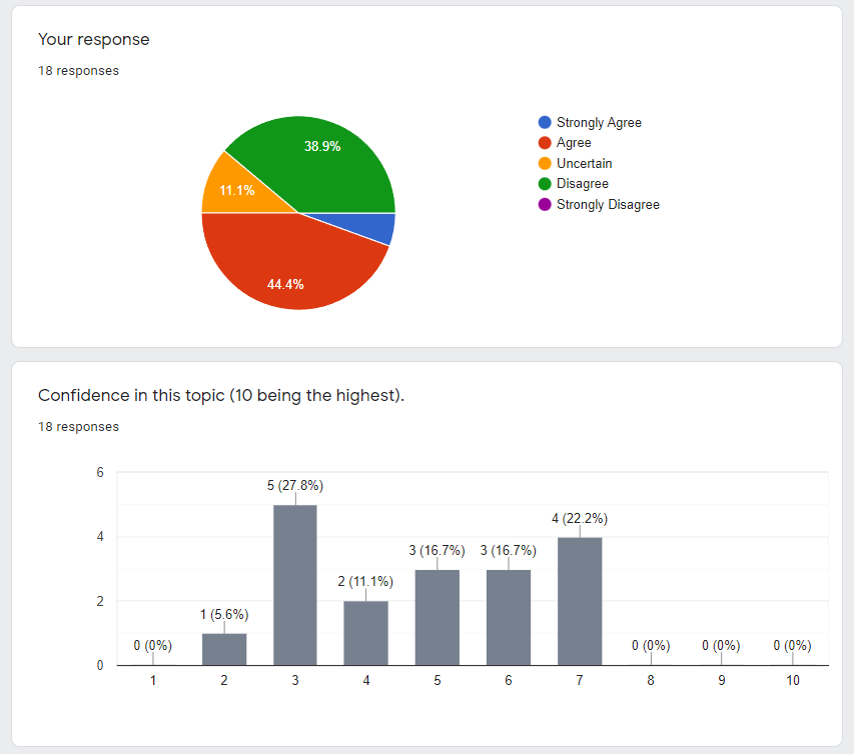 Your response
18 responses
38.9%
11.1%
44.4%
Strongly Agree
Agree
Uncertain
Disagree
Strongly Disagree
Confidence in this topic (10 being the highest).
18 responses
6
5 (27.8%)
4 (22.2%)
4
3 (16.7%) 3 (16.7%)
2 (11.1%)
2
1 (5.6%)
0 (0%) 0 (0%) 0 (0%) 0 (0%)
0
1 2 3 4 5 6 7 8 9 10